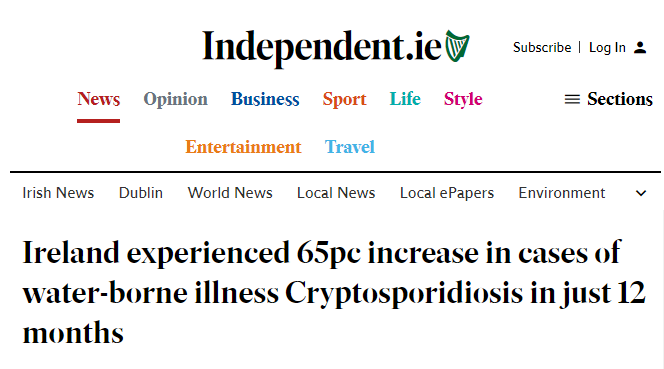 Independent.ie
Subscribe | Log In
News Opinion Business Sport Life Style
Sections
Entertainment Travel
Irish News Dublin World News Local News Local ePapers Environment
Ireland experienced 65pc increase in cases of
water-borne illness Cryptosporidiosis in just 12
months